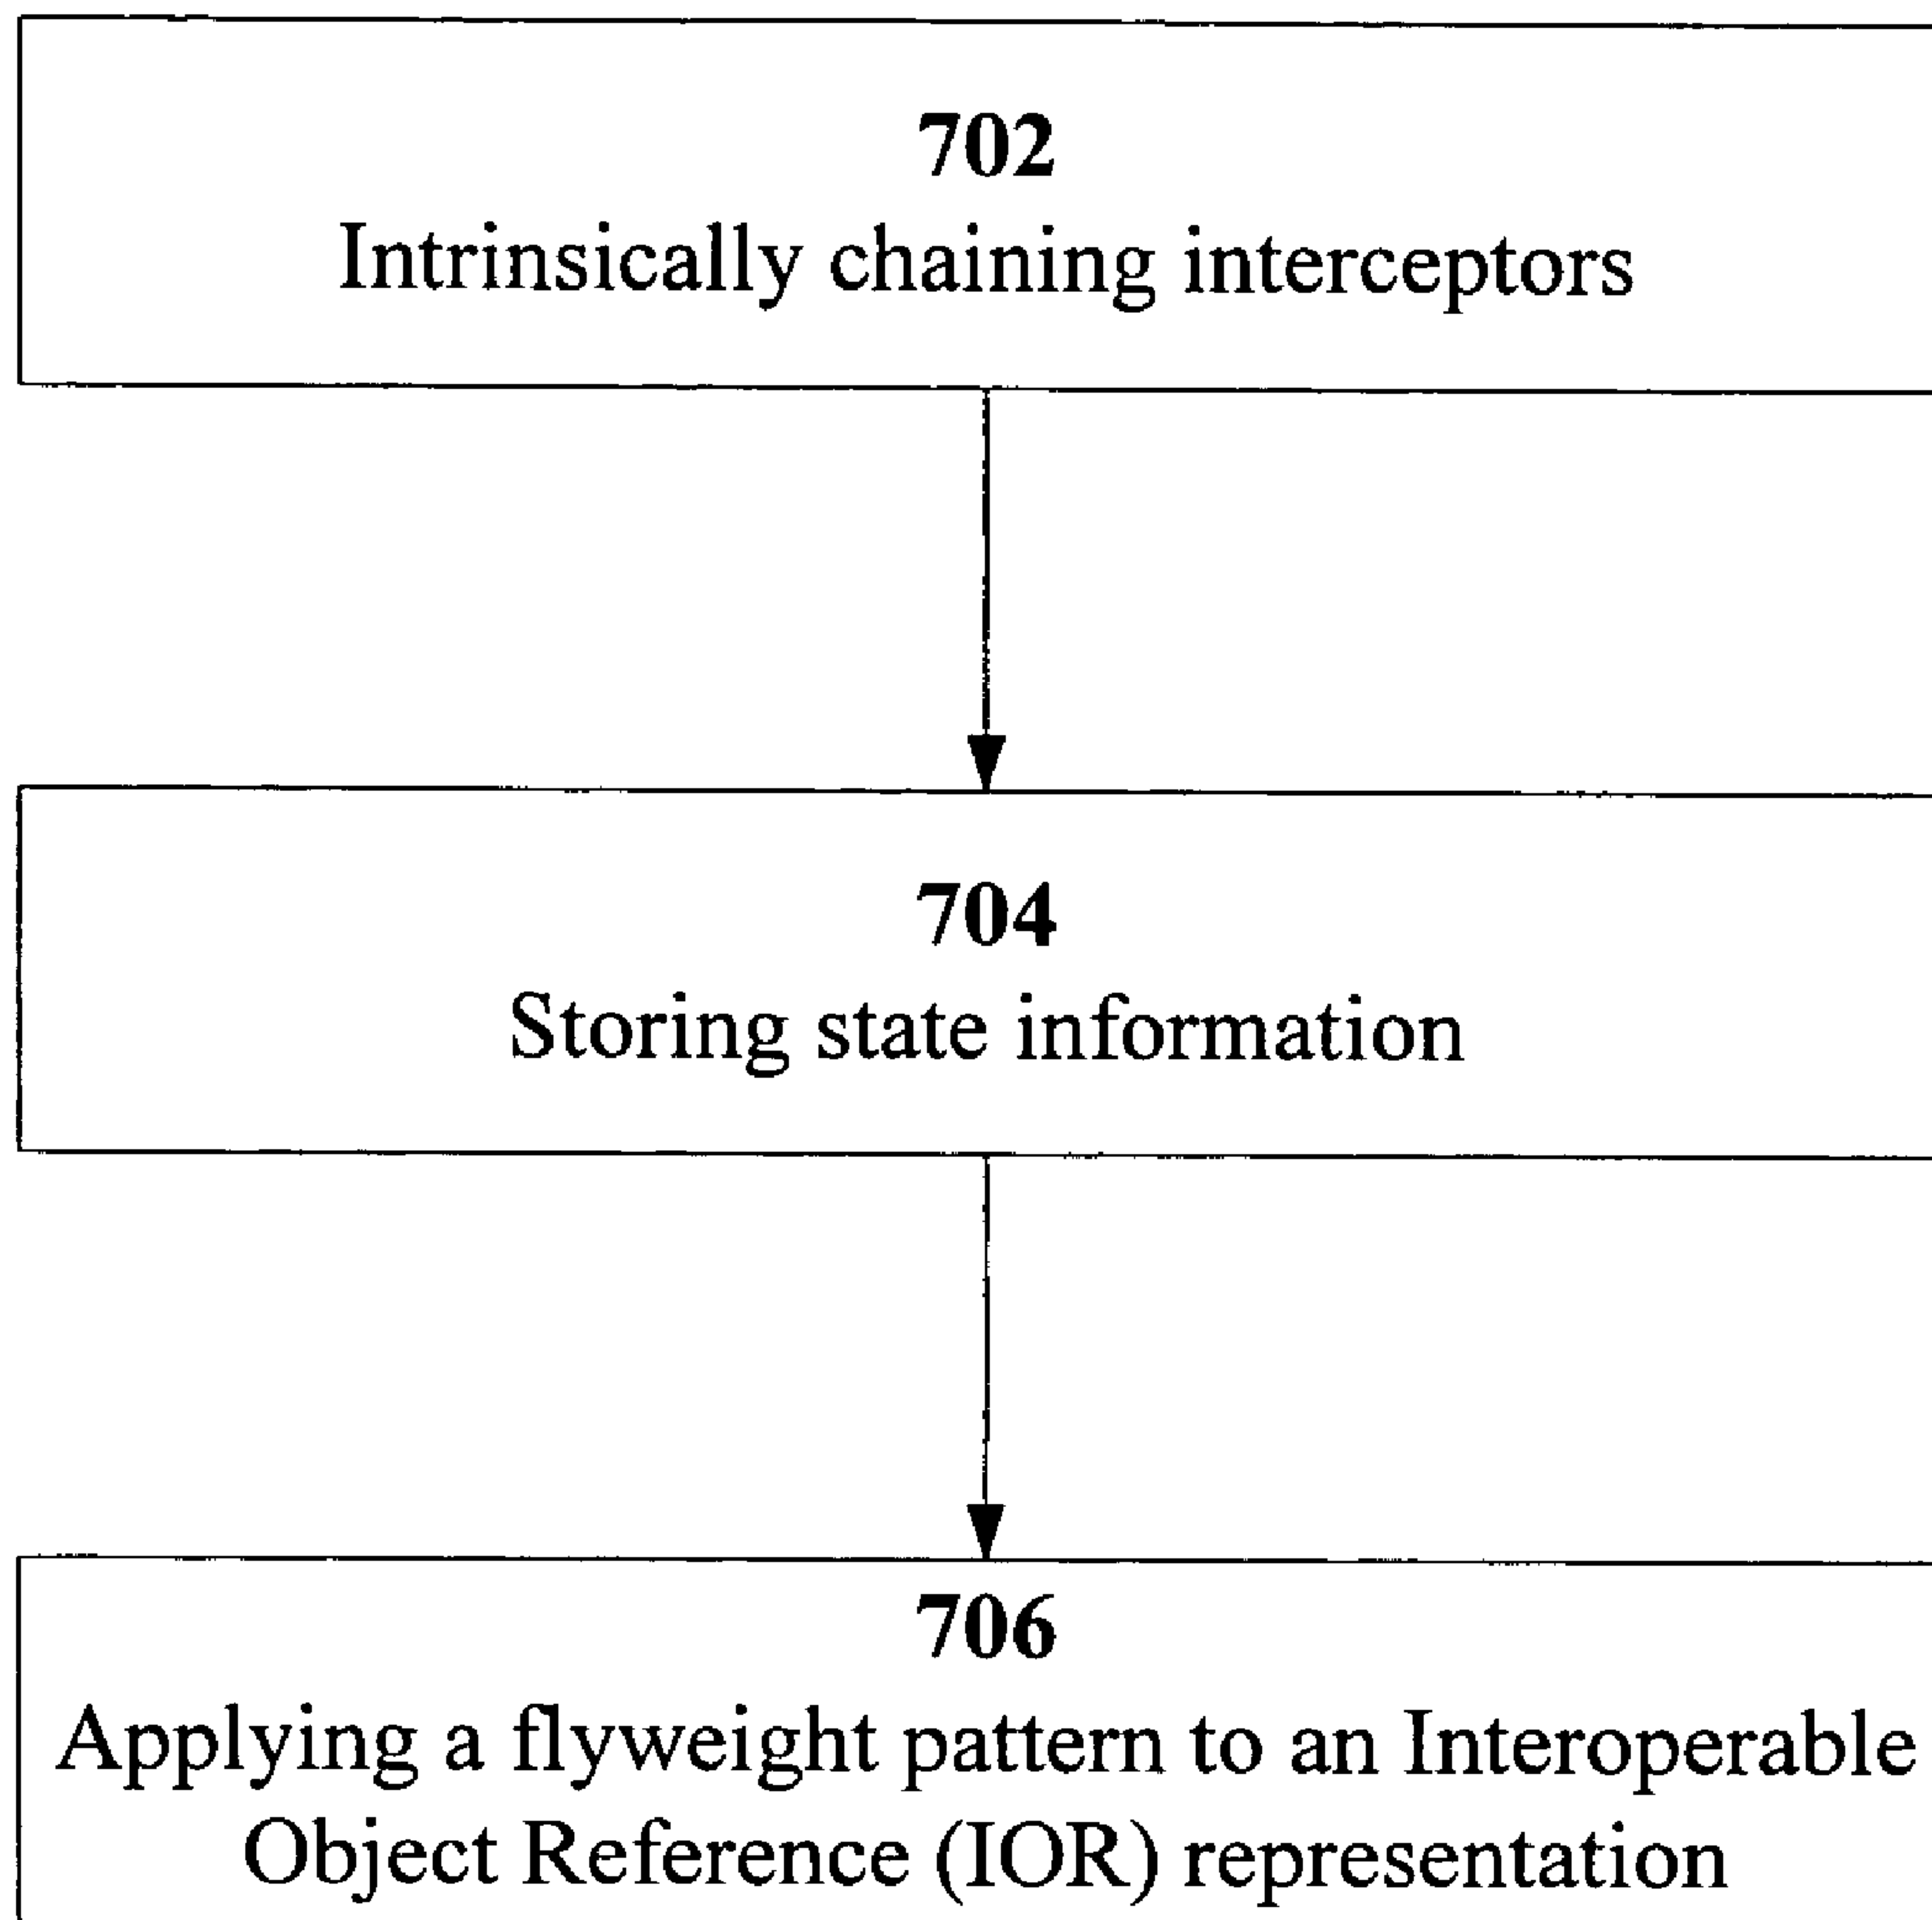 702
Intrinsically chaining interceptors
704
Storing state information
706
Applying a flyweight pattern to an Interoperable
Object Reference (IOR) representation